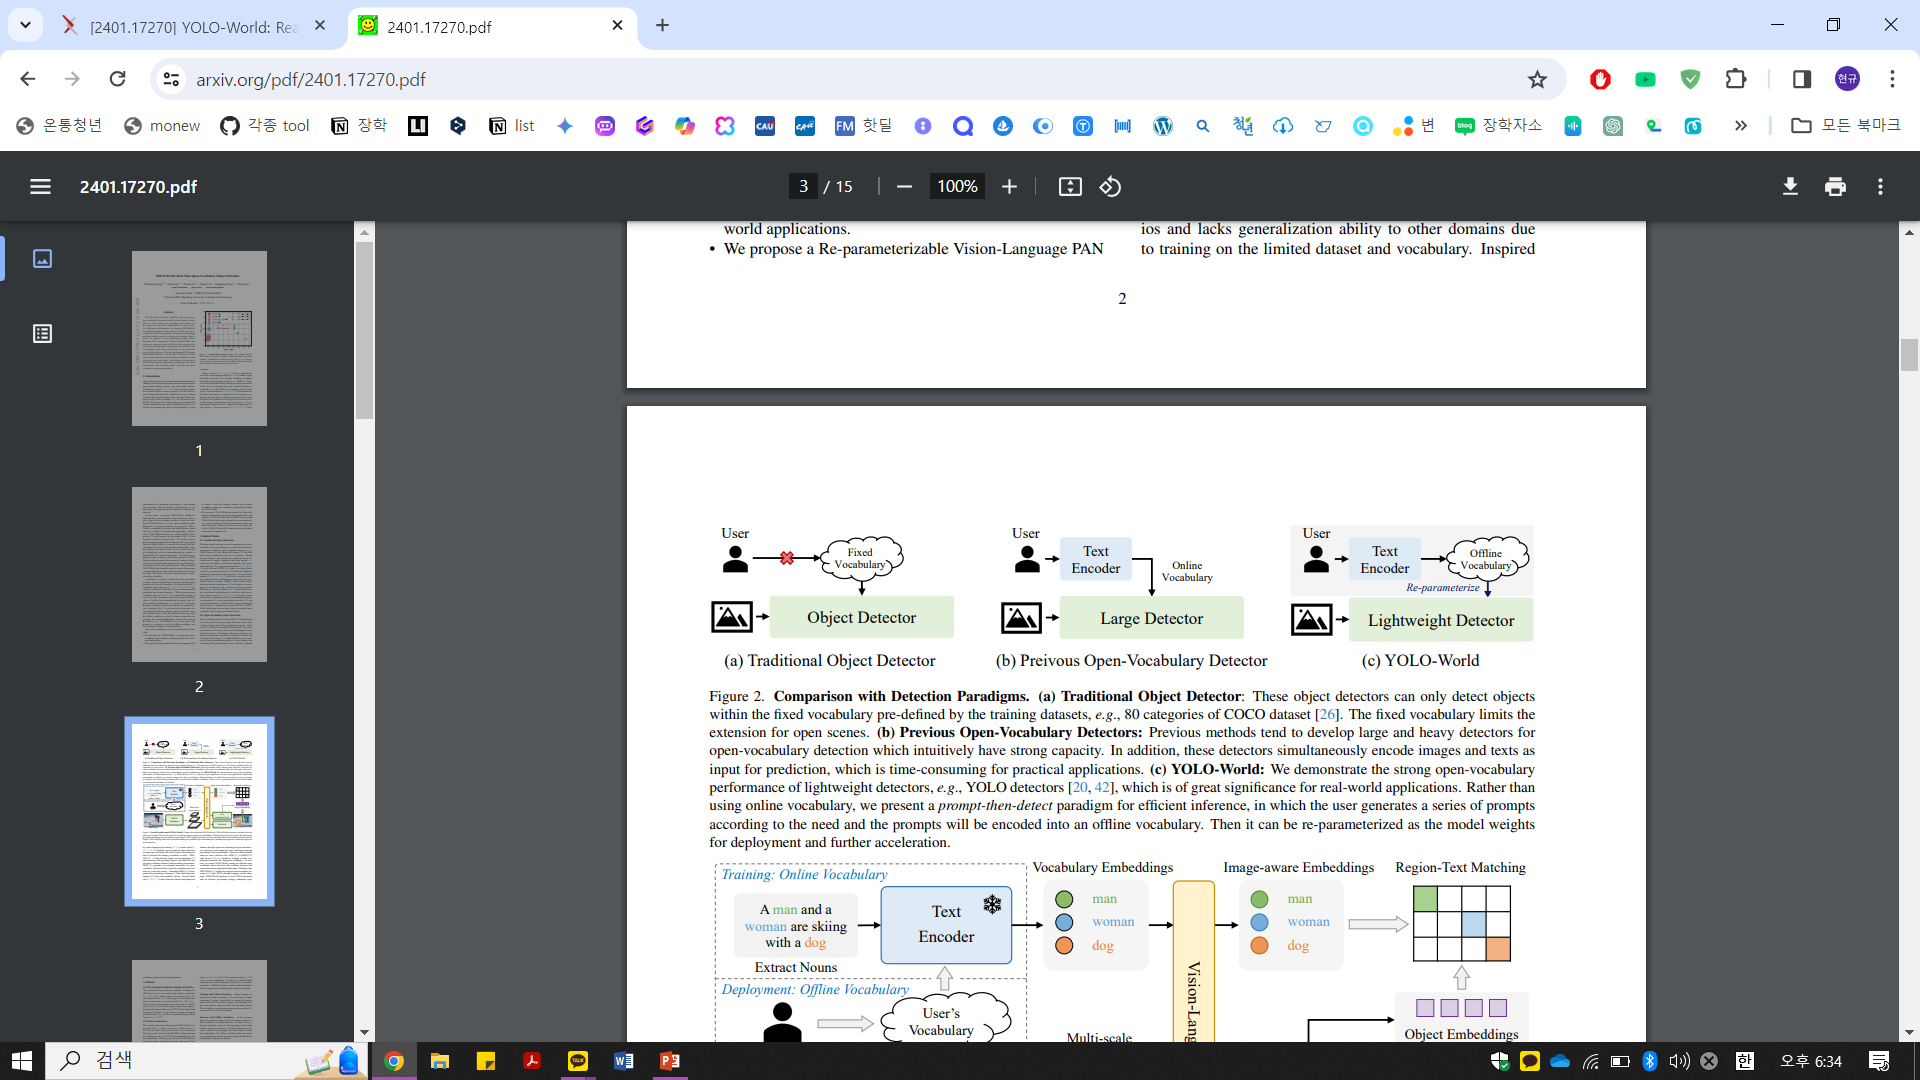 [2401.17270] YOLO-World: Rea
2401.17270.pdf
arxiv.org/pdf/2401.17270.pdf
현규
온통청년
monew
각종 tool
장학
list
CAU
FM 핫딜
변
blog 장학자소
모든 북마크
2401.17270.pdf
3 / 15
100%
1
2
3
world applications.
• We propose a Re-parameterizable Vision-Language PAN
ios and lacks generalization ability to other domains due
to training on the limited dataset and vocabulary. Inspired
2
User
Fixed
Vocabulary
Object Detector
(a) Traditional Object Detector
User
Text
Encoder
Online
Vocabulary
Large Detector
(b) Preivous Open-Vocabulary Detector
User
Text
Encoder
Offline
Vocabulary
Re-parameterize
Lightweight Detector
(c) YOLO-World
Figure 2. Comparison with Detection Paradigms. (a) Traditional Object Detector: These object detectors can only detect objects
within the fixed vocabulary pre-defined by the training datasets, e.g., 80 categories of COCO dataset [26]. The fixed vocabulary limits the
extension for open scenes. (b) Previous Open-Vocabulary Detectors: Previous methods tend to develop large and heavy detectors for
open-vocabulary detection which intuitively have strong capacity. In addition, these detectors simultaneously encode images and texts as
input for prediction, which is time-consuming for practical applications. (c) YOLO-World: We demonstrate the strong open-vocabulary
performance of lightweight detectors, e.g., YOLO detectors [20, 42], which is of great significance for real-world applications. Rather than
using online vocabulary, we present a prompt-then-detect paradigm for efficient inference, in which the user generates a series of prompts
according to the need and the prompts will be encoded into an offline vocabulary. Then it can be re-parameterized as the model weights
for deployment and further acceleration.
Training: Online Vocabulary
A man and a
woman are skiing
with a dog
Extract Nouns
Text
Encoder
Vocabulary Embeddings
man
woman
dog
Image-aware Embeddings
man
woman
dog
Region-Text Matching
Vision-Lang
Deployment: Offline Vocabulary
User's
Vocabulary
Multi-scale
Object Embeddings
검색
한
오후 6:34